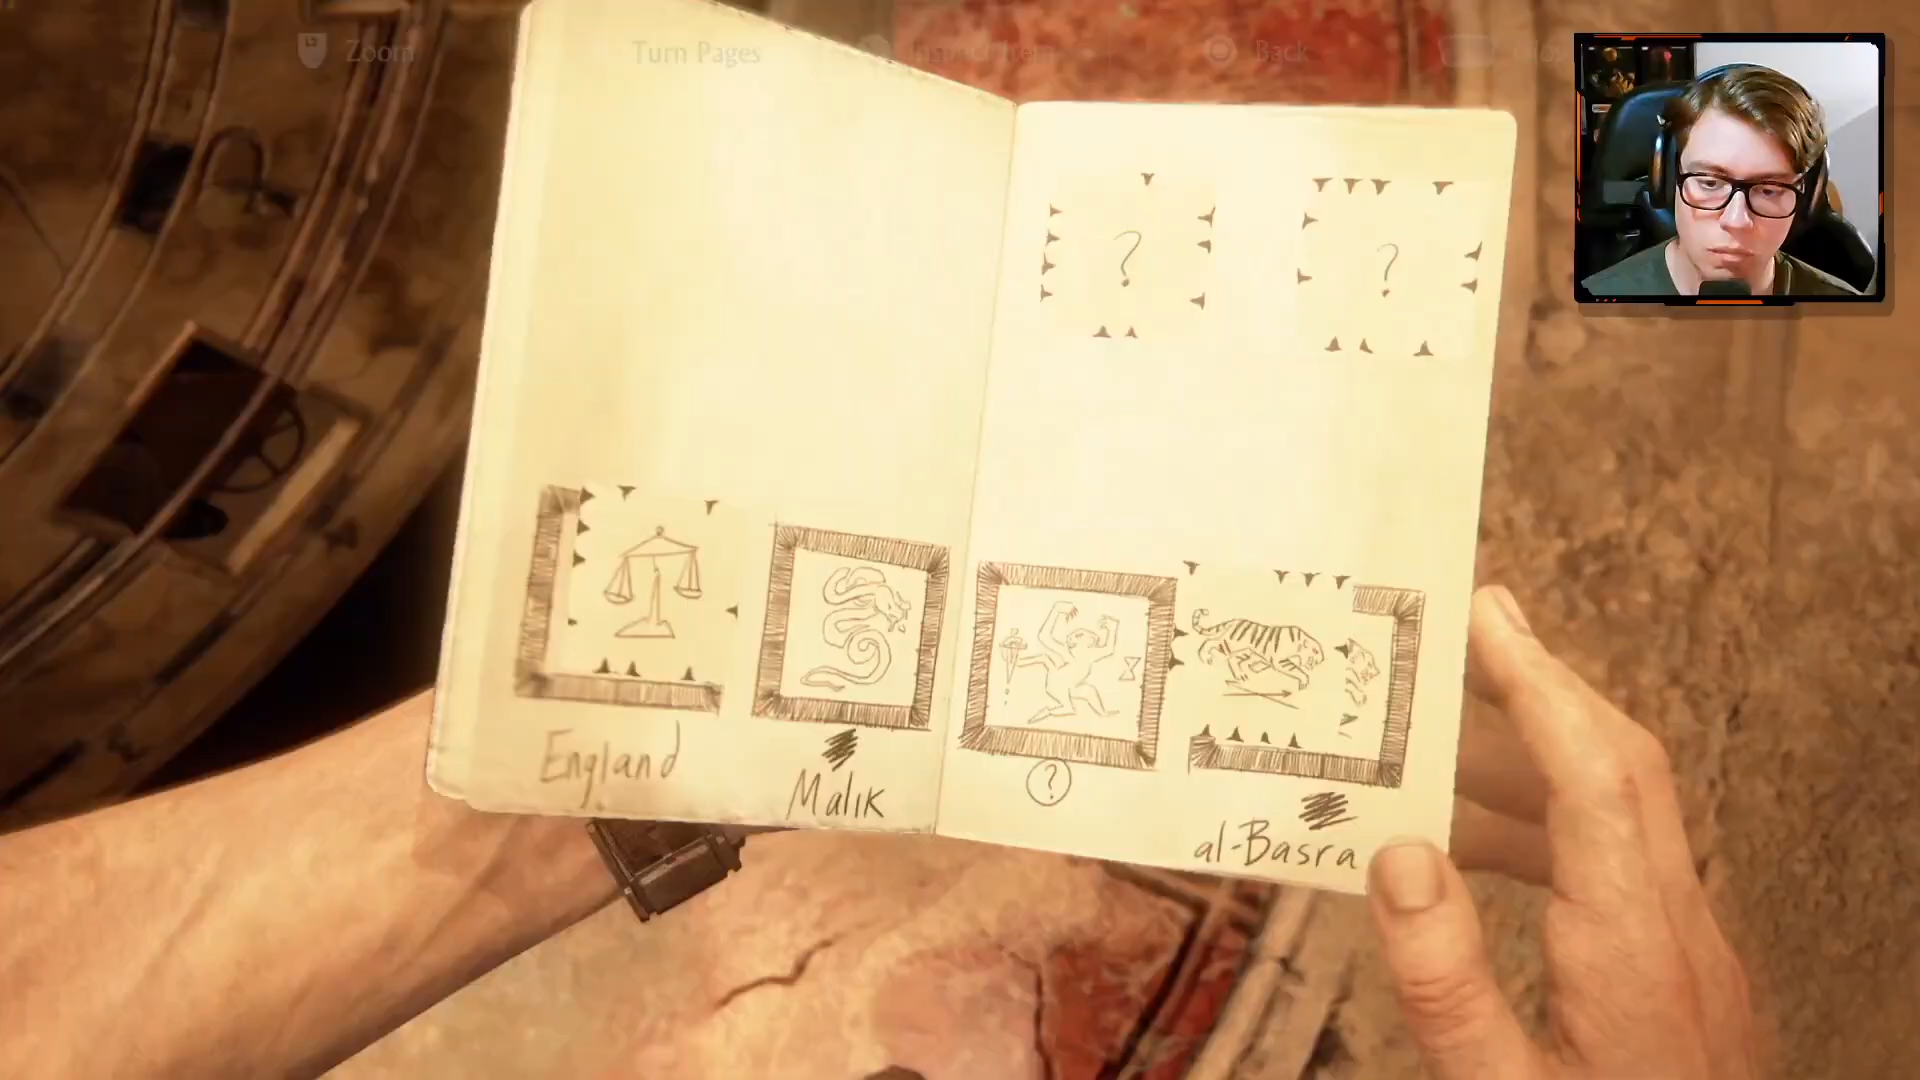 Zoom
Turn Pages
Back
?
?
England
Malik
?
al-Basra